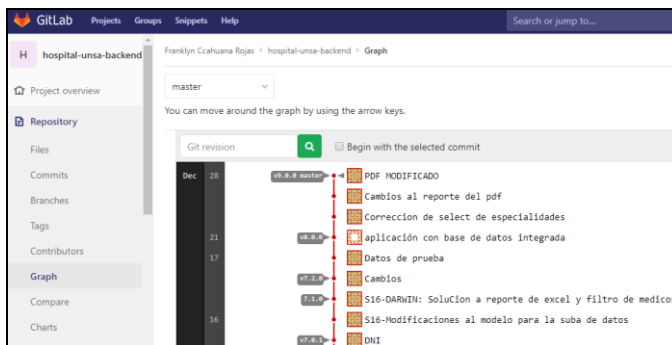 GitLab Projects Groups Snippets Help Search or jump to...
H hospital-unsa-backend
Franklyn Ccahuana Rojas > hospital-unsa-backend > Graph
Project overview
Repository
Files
Commits
Branches
Tags
Contributors
Graph
Compare
Charts
master
You can move around the graph by using the arrow keys.
Git revision Begin with the selected commit
Dec 28 v9.0.0 master PDF MODIFICADO
Cambios al reporte del pdf
Correccion de select de especialidades
21 v8.0.0 aplicación con base de datos integrada
17 Datos de prueba
v7.2.0 Cambios
7.1.0 S16-DARWIN: SoluCion a reporte de excel y filtro de medicos
16 S16-Modificaciones al modelo para la suba de datos
v7.0.1 DNI